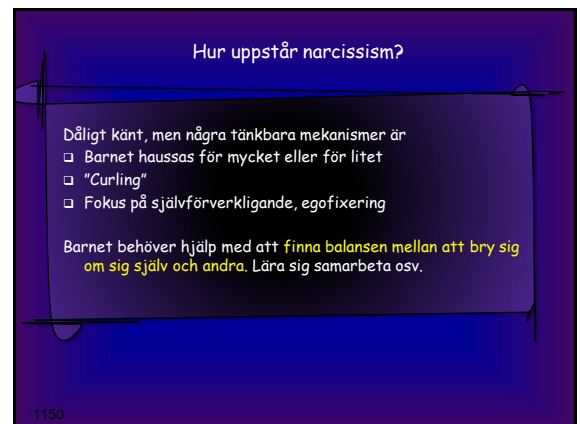 Hur uppstår narcissism?
Dåligt känt, men några tänkbara mekanismer är
❑ Barnet haussas för mycket eller för litet
❑ ”Curling”
❑ Fokus på självförverkligande, egofixering
Barnet behöver hjälp med att finna balansen mellan att bry sig
om sig själv och andra. Lära sig samarbeta osv.
1150